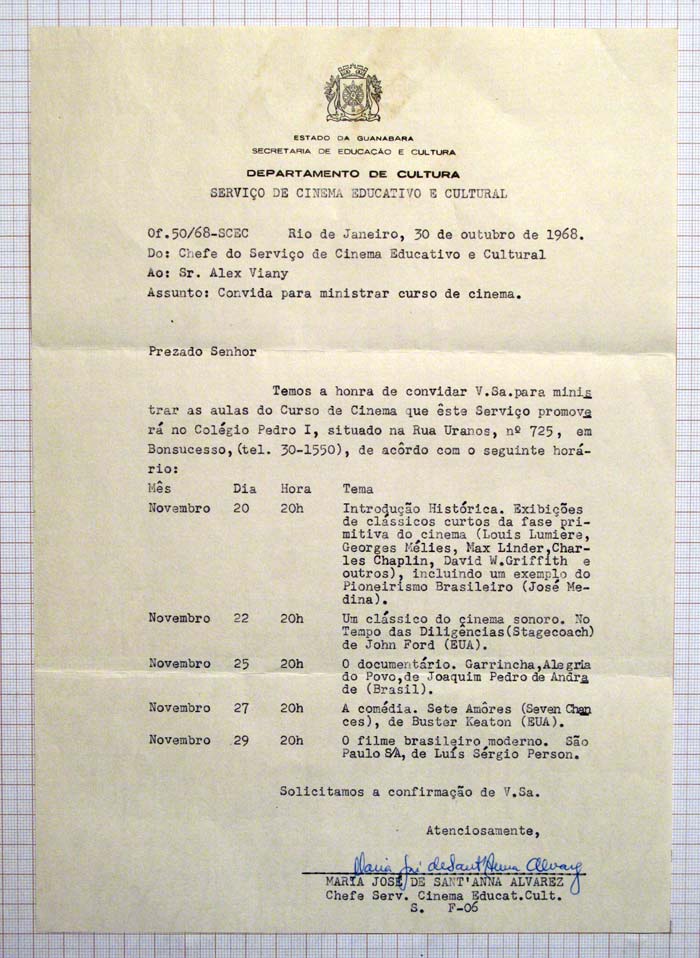 ESTADO DA GUANABARA
SECRETARIA DE EDUCAÇÃO E CULTURA
DEPARTAMENTO DE CULTURA
SERVIÇO DE CINEMA EDUCATIVO E CULTURAL
Of.50/68-SCEC Rio de Janeiro, 30 de outubro de 1968.
Do: Chefe do Serviço de Cinema Educativo e Cultural
Ao: Sr. Alex Viany
Assunto: Convida para ministrar curso de cinema.
Prezado Senhor
Temos a honra de convidar V.Sa.para minis
trar as aulas do Curso de Cinema que êste Serviço promove
rá no Colégio Pedro I, situado na Rua Uranos, nº 725, em
Bonsucesso,(tel. 30-1550), de acôrdo com o seguinte horá-
rio:
Mês Dia Hora Tema
Novembro 20 20h Introdução Histórica. Exibições
de clássicos curtos da fase pri-
mitiva do cinema (Louis Lumière,
Georges Mélies, Max Linder,Char-
les Chaplin, David W.Griffith e
outros), incluindo um exemplo do
Pioneirismo Brasileiro (José Me-
dina).
Novembro 22 20h Um clássico do cinema sonoro. No
Tempo das Diligências(Stagecoach)
de John Ford (EUA).
Novembro 25 20h O documentário. Garrincha,Alegria
do Povo,de Joaquim Pedro de Andra
de (Brasil).
Novembro 27 20h A comédia. Sete Amôres (Seven Chan
ces), de Buster Keaton (EUA).
Novembro 29 20h O filme brasileiro moderno. São
Paulo S/A, de Luís Sérgio Person.
Solicitamos a confirmação de V.Sa.
Atenciosamente,
Maria José de Sant'Anna Alvarez
MARIA JOSÉ DE SANT'ANNA ALVAREZ
Chefe Serv. Cinema Educat.Cult.
S. F-06